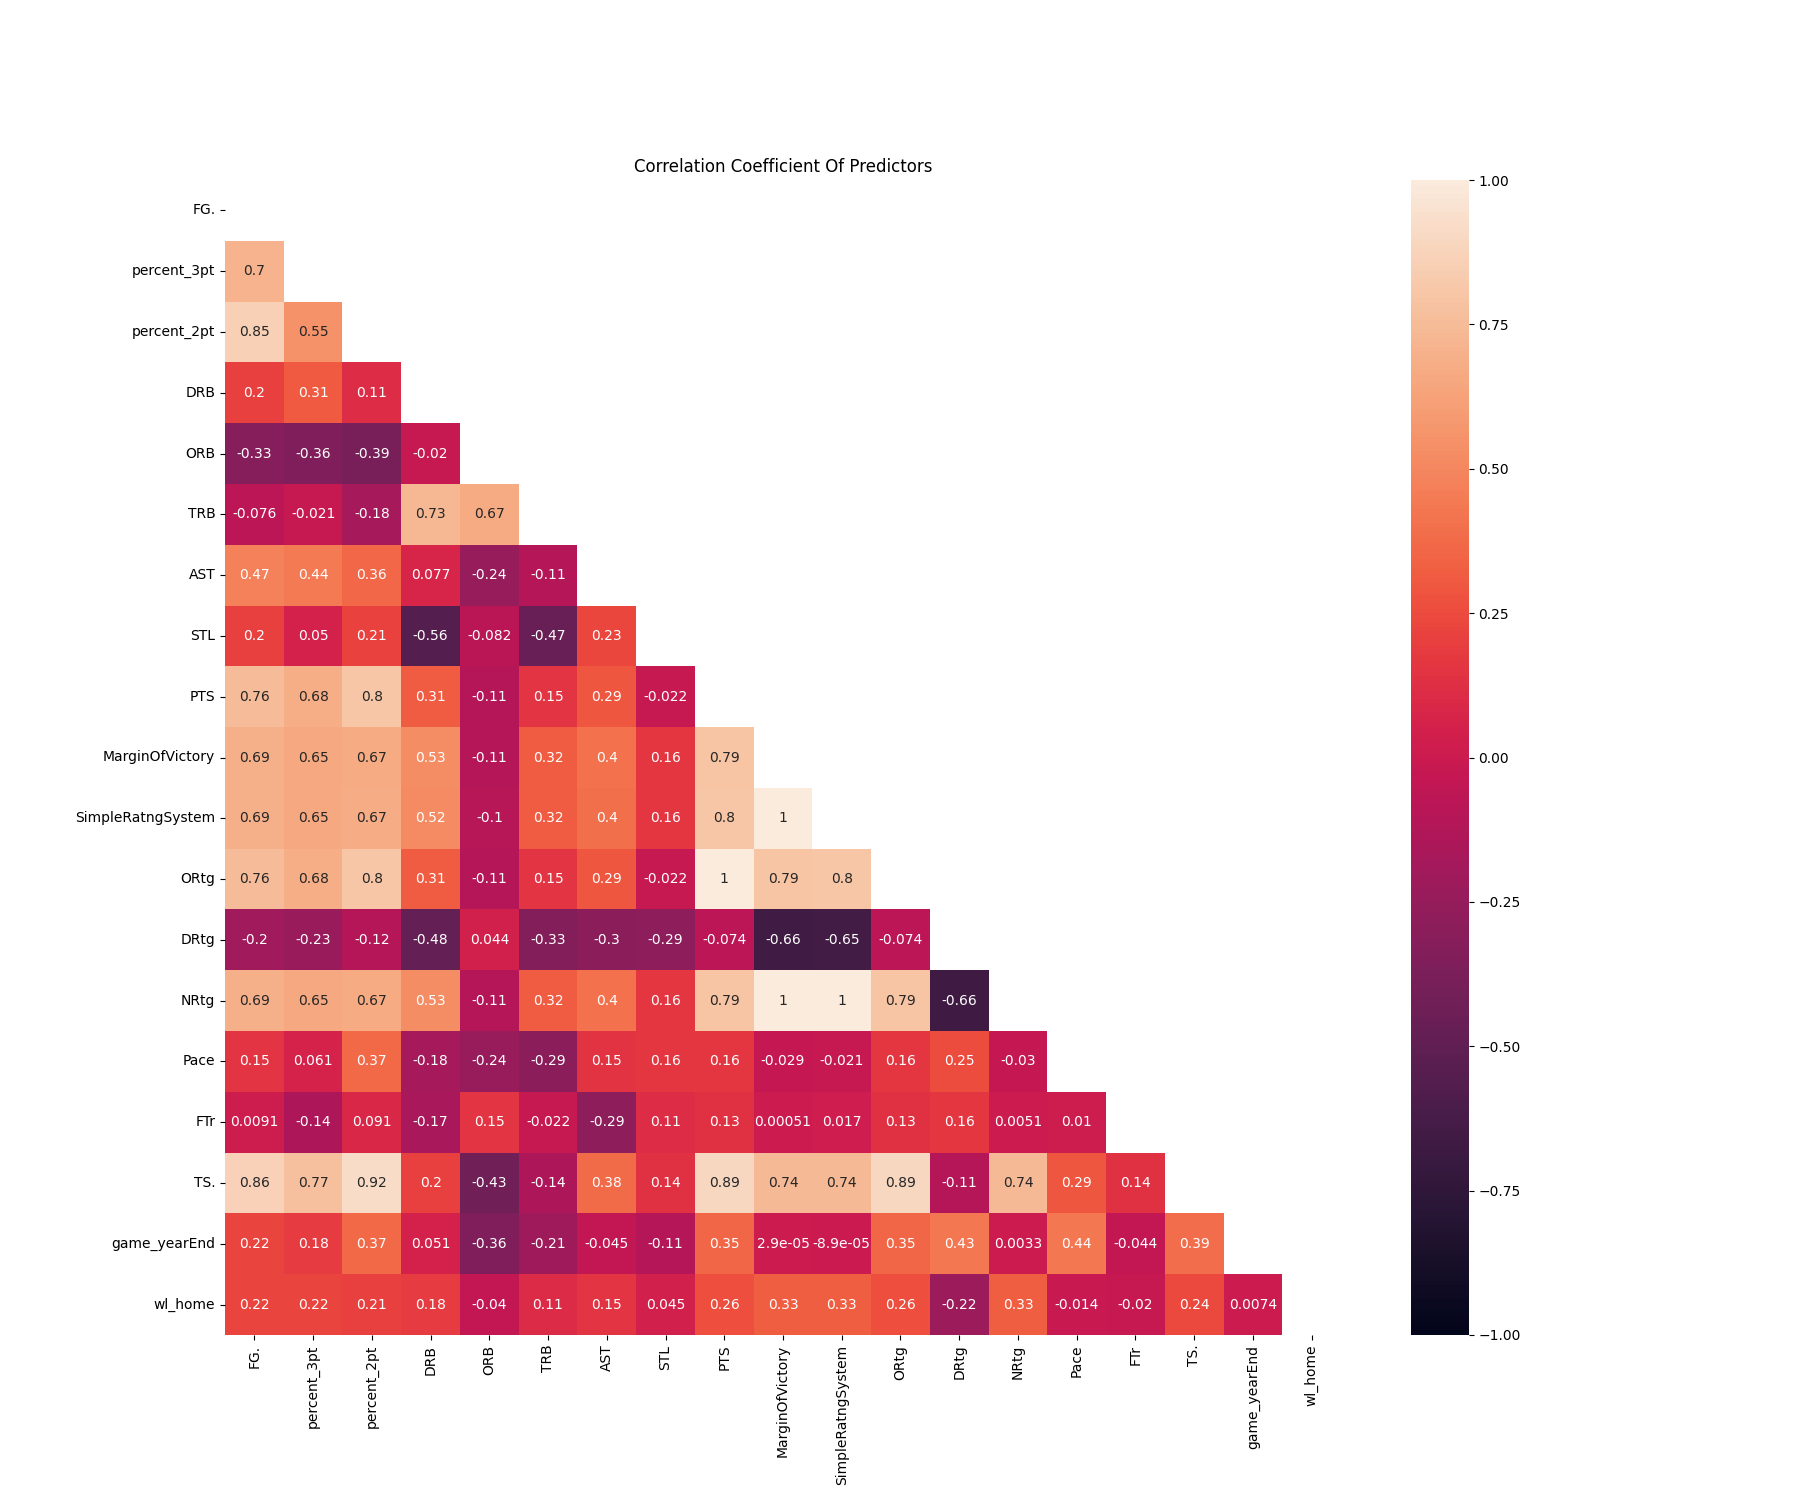 Correlation Coefficient Of Predictors
FG.
percent_3pt 0.7
percent_2pt 0.85 0.55
DRB 0.2 0.31 0.11
ORB -0.33 -0.36 -0.39 -0.02
TRB -0.076 -0.021 -0.18 0.73 0.67
AST 0.47 0.44 0.36 0.077 -0.24 -0.11
STL 0.2 0.05 0.21 -0.56 -0.082 -0.47 0.23
PTS 0.76 0.68 0.8 0.31 -0.11 0.15 0.29 -0.022
MarginOfVictory 0.69 0.65 0.67 0.53 -0.11 0.32 0.4 0.16 0.79
SimpleRatngSystem 0.69 0.65 0.67 0.52 -0.1 0.32 0.4 0.16 0.8 1
ORtg 0.76 0.68 0.8 0.31 -0.11 0.15 0.29 -0.022 1 0.79 0.8
DRtg -0.2 -0.23 -0.12 -0.48 0.044 -0.33 -0.3 -0.29 -0.074 -0.66 -0.65 -0.074
NRtg 0.69 0.65 0.67 0.53 -0.11 0.32 0.4 0.16 0.79 1 1 0.79 -0.66
Pace 0.15 0.061 0.37 -0.18 -0.24 -0.29 0.15 0.16 0.16 -0.029 -0.021 0.16 0.25 -0.03
FTr 0.0091 -0.14 0.091 -0.17 0.15 -0.022 -0.29 0.11 0.13 0.00051 0.017 0.13 0.16 0.0051 0.01
TS. 0.86 0.77 0.92 0.2 -0.43 -0.14 0.38 0.14 0.89 0.74 0.74 0.89 -0.11 0.74 0.29 0.14
game_yearEnd 0.22 0.18 0.37 0.051 -0.36 -0.21 -0.045 -0.11 0.35 2.9e-05 -8.9e-05 0.35 0.43 0.0033 0.44 -0.044 0.39
wl_home 0.22 0.22 0.21 0.18 -0.04 0.11 0.15 0.045 0.26 0.33 0.33 0.26 -0.22 0.33 -0.014 -0.02 0.24 0.0074
FG. percent_3pt percent_2pt DRB ORB TRB AST STL PTS MarginOfVictory SimpleRatngSystem ORtg DRtg NRtg Pace FTr TS. game_yearEnd wl_home
1.00
0.75
0.50
0.25
0.00
−0.25
−0.50
−0.75
−1.00